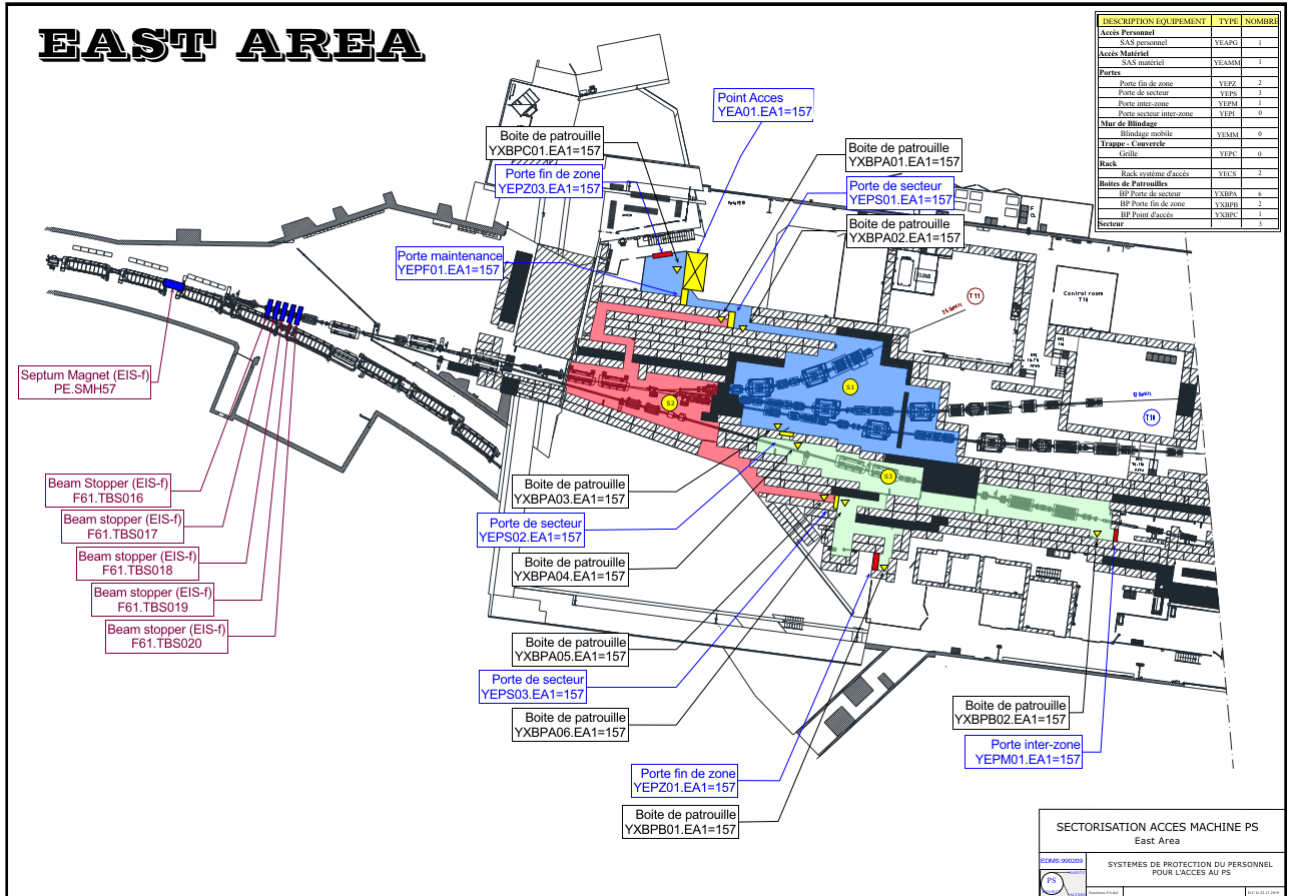 EAST AREA
DESCRIPTION EQUIPEMENT TYPE NOMBRE
Accès Personnel
SAS personnel YEAPG 1
Accès Matériel
SAS matériel YEAMM 1
Portes
Porte fin de zone YEPZ 2
Porte de secteur YEPS 3
Porte inter-zone YEPM 1
Porte secteur inter-zone YEPI 0
Mur de Blindage
Blindage mobile YEMM 0
Trappe - Couvercle
Grille YEPC 0
Rack
Rack système d'accès YECS 2
Boites de Patrouilles
BP Porte de secteur YXBPA 6
BP Porte fin de zone YXBPB 2
BP Point d'accès YXBPC 1
Secteur 3
Point Acces
YEA01.EA1=157
Boite de patrouille
YXBPC01.EA1=157
Porte fin de zone
YEPZ03.EA1=157
Boite de patrouille
YXBPA01.EA1=157
Porte de secteur
YEPS01.EA1=157
Boite de patrouille
YXBPA02.EA1=157
Porte maintenance
YEPF01.EA1=157
T11
Control room
T10
S1
S2
S3
Septum Magnet (EIS-f)
PE.SMH57
Beam Stopper (EIS-f)
F61.TBS016
Beam stopper (EIS-f)
F61.TBS017
Beam stopper (EIS-f)
F61.TBS018
Beam stopper (EIS-f)
F61.TBS019
Beam stopper (EIS-f)
F61.TBS020
Boite de patrouille
YXBPA03.EA1=157
Porte de secteur
YEPS02.EA1=157
Boite de patrouille
YXBPA04.EA1=157
Boite de patrouille
YXBPA05.EA1=157
Porte de secteur
YEPS03.EA1=157
Boite de patrouille
YXBPA06.EA1=157
Boite de patrouille
YXBPB02.EA1=157
Porte inter-zone
YEPM01.EA1=157
Porte fin de zone
YEPZ01.EA1=157
Boite de patrouille
YXBPB01.EA1=157
SECTORISATION ACCES MACHINE PS
East Area
EDMS:990209
SYSTEMES DE PROTECTION DU PERSONNEL
POUR L'ACCES AU PS
PS